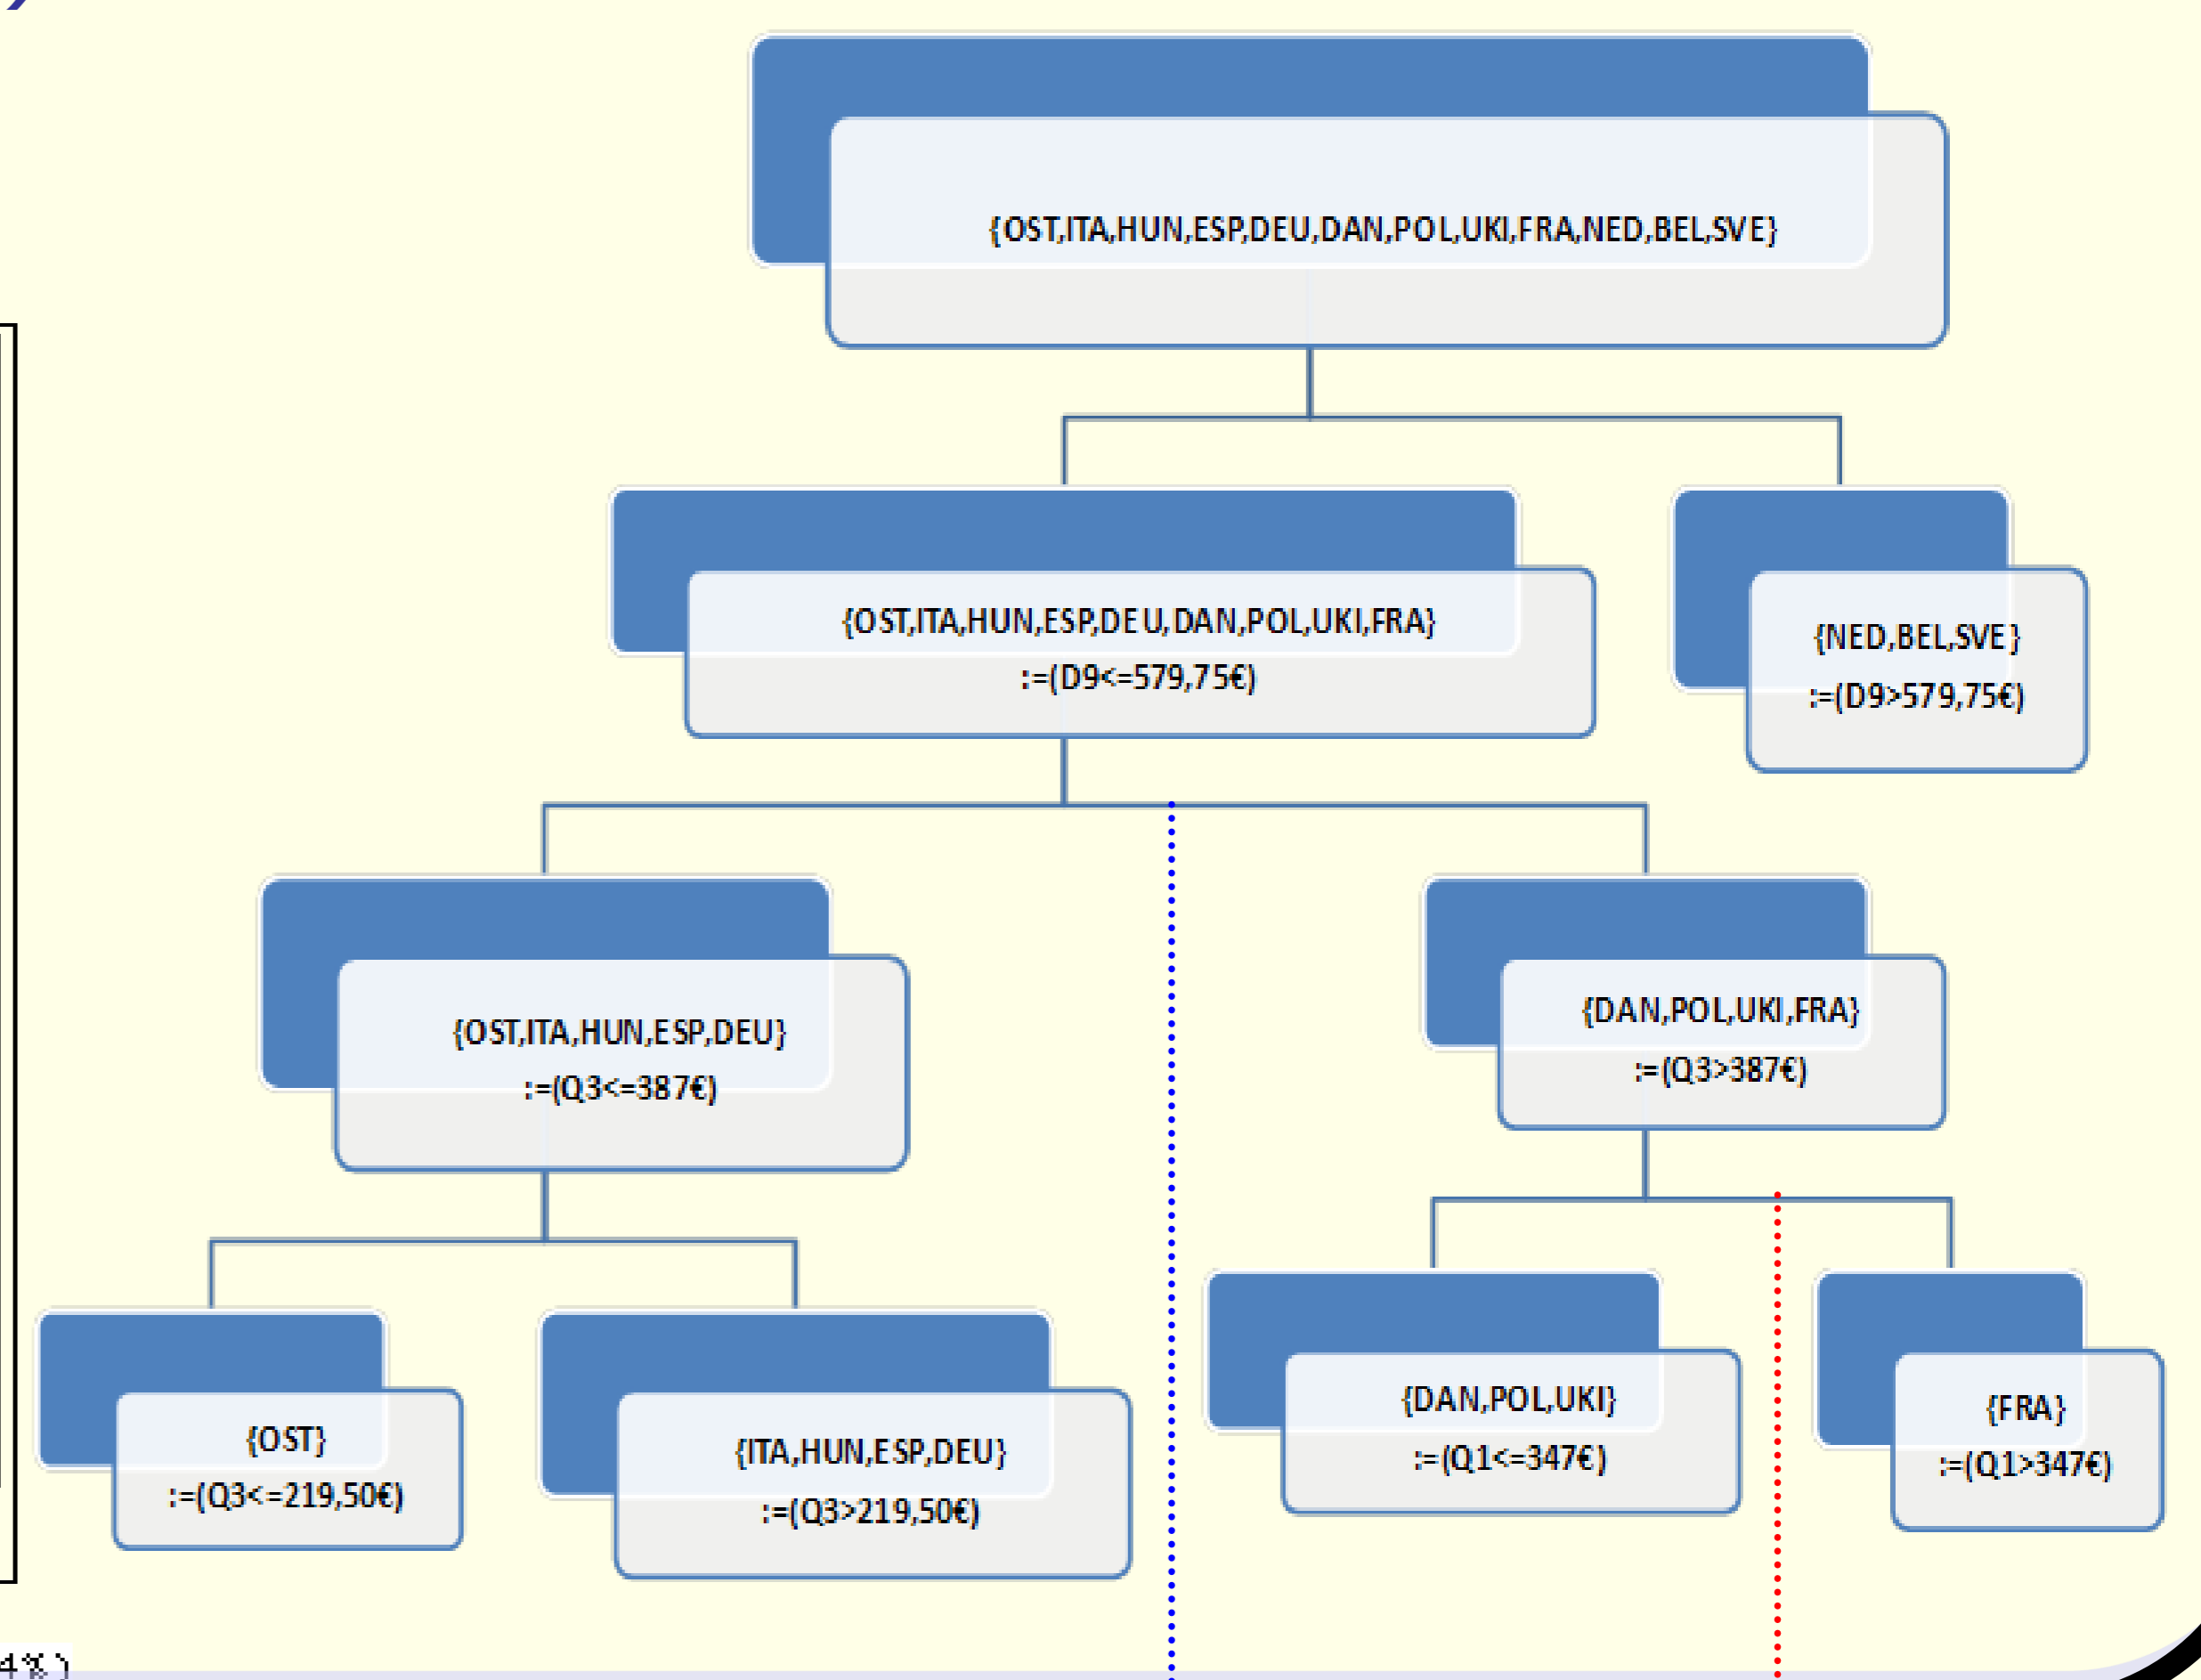 {OST,ITA,HUN,ESP,DEU,DAN,POL,UKI,FRA,NED,BEL,SVE}
{OST,ITA,HUN,ESP,DEU,DAN,POL,UKI,FRA}
:=(D9<=579,75€)
{NED,BEL,SVE}
:=(D9>579,75€)
{OST,ITA,HUN,ESP,DEU}
:=(Q3<=387€)
{DAN,POL,UKI,FRA}
:=(Q3>387€)
{OST}
:=(Q3<=219,50€)
{ITA,HUN,ESP,DEU}
:=(Q3>219,50€)
{DAN,POL,UKI}
:=(Q1<=347€)
{FRA}
:=(Q1>347€)
4%)